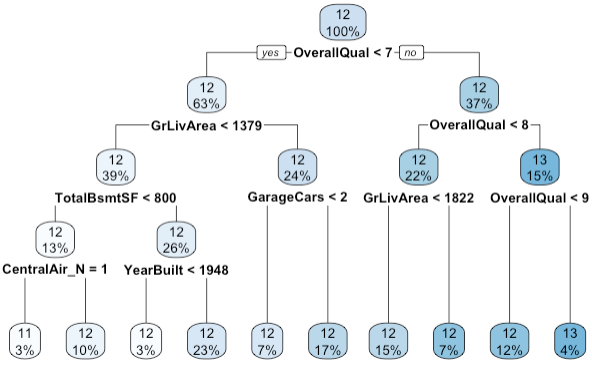 12
100%
yes OverallQual < 7 no
12 12
63% 37%
GrLivArea < 1379 OverallQual < 8
12 12 12 13
39% 24% 22% 15%
TotalBsmtSF < 800 GarageCars < 2 GrLivArea < 1822 OverallQual < 9
12 12
13% 26%
CentralAir_N = 1 YearBuilt < 1948
11 12 12 12 12 12 12 12 12 13
3% 10% 3% 23% 7% 17% 15% 7% 12% 4%